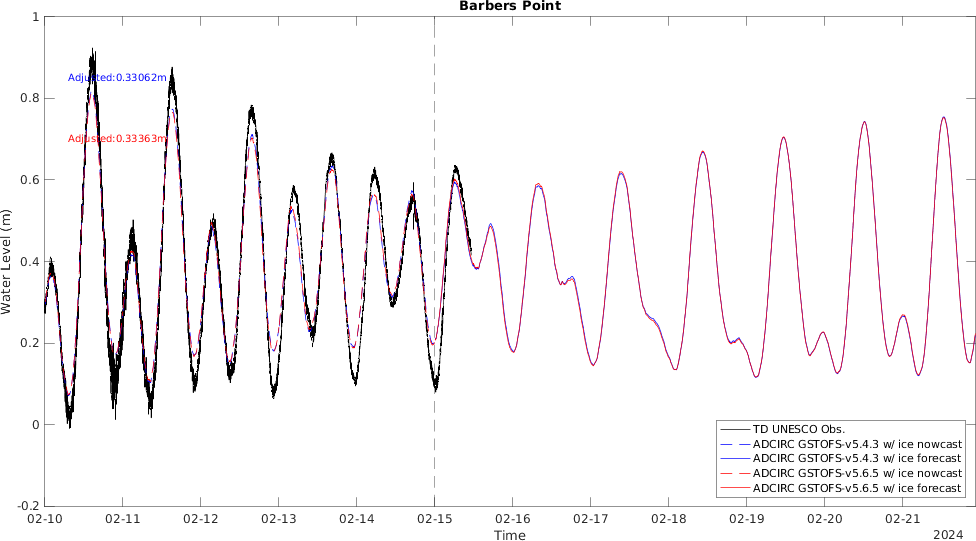 Barbers Point
1
0.8
0.6
0.4
0.2
0
-0.2
Water Level (m)
Adjusted:0.33062m
Adjusted:0.33363m
TD UNESCO Obs.
ADCIRC GSTOFS-v5.4.3 w/ ice nowcast
ADCIRC GSTOFS-v5.4.3 w/ ice forecast
ADCIRC GSTOFS-v5.6.5 w/ ice nowcast
ADCIRC GSTOFS-v5.6.5 w/ ice forecast
02-10 02-11 02-12 02-13 02-14 02-15 02-16 02-17 02-18 02-19 02-20 02-21
Time
2024